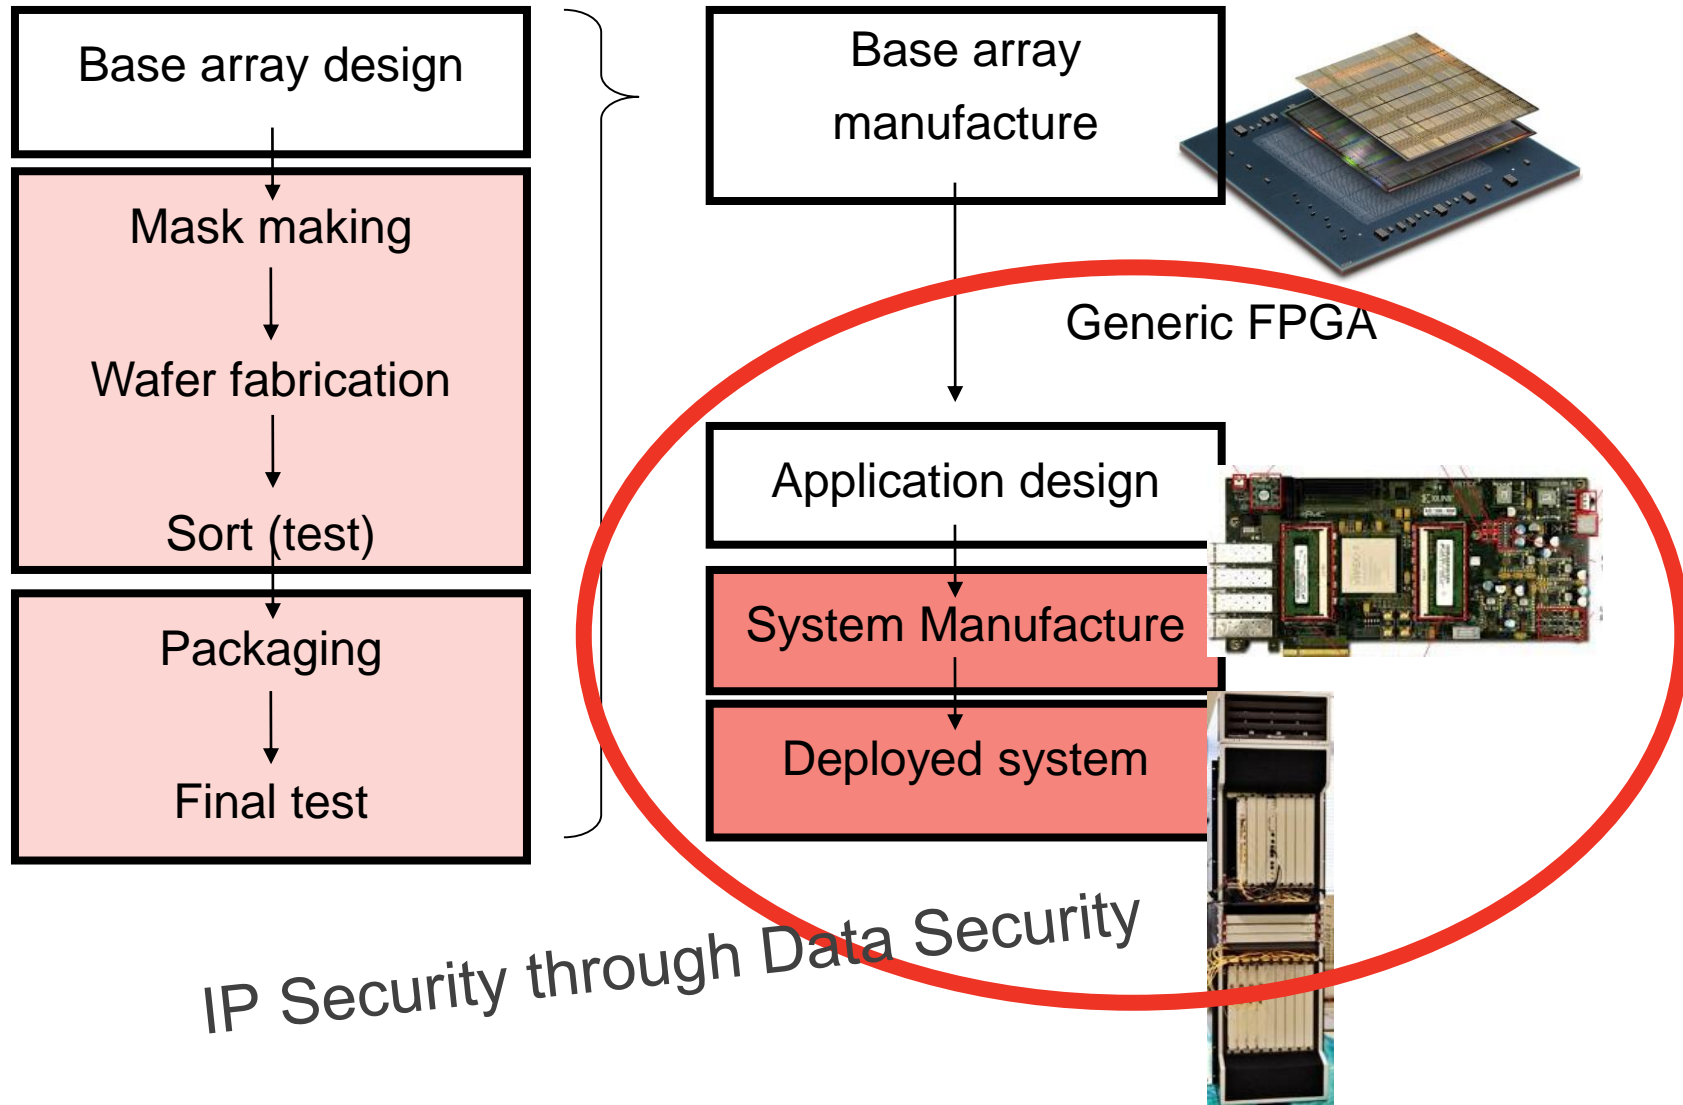 Base array design
Mask making
Wafer fabrication
Sort (test)
Packaging
Final test
Base array
manufacture
Generic FPGA
Application design
System Manufacture
Deployed system
XILINX
IP Security through Data Security